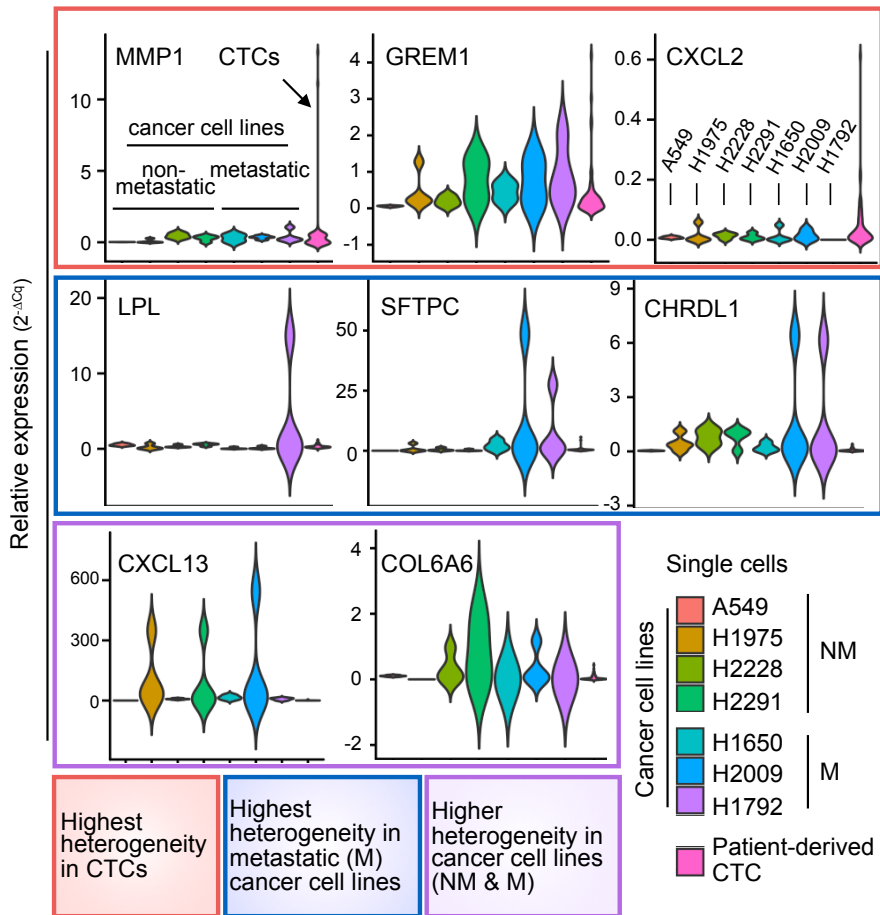 Relative expression (2-ΔCq)
MMP1
CTCs
cancer cell lines
non-
metastatic
metastatic
10
5
0
GREM1
4
3
2
1
0
-1
CXCL2
0.6
0.4
0.2
0.0
A549
H1975
H2228
H2291
H1650
H2009
H1792
LPL
20
10
0
SFTPC
50
25
0
CHRDL1
9
6
3
0
-3
CXCL13
600
300
0
COL6A6
4
2
0
-2
Single cells
Cancer cell lines
A549
H1975
H2228
H2291
NM
H1650
H2009
H1792
M
Patient-derived
CTC
Highest
heterogeneity
in CTCs
Highest
heterogeneity in
metastatic (M)
cancer cell lines
Higher
heterogeneity in
cancer cell lines
(NM & M)